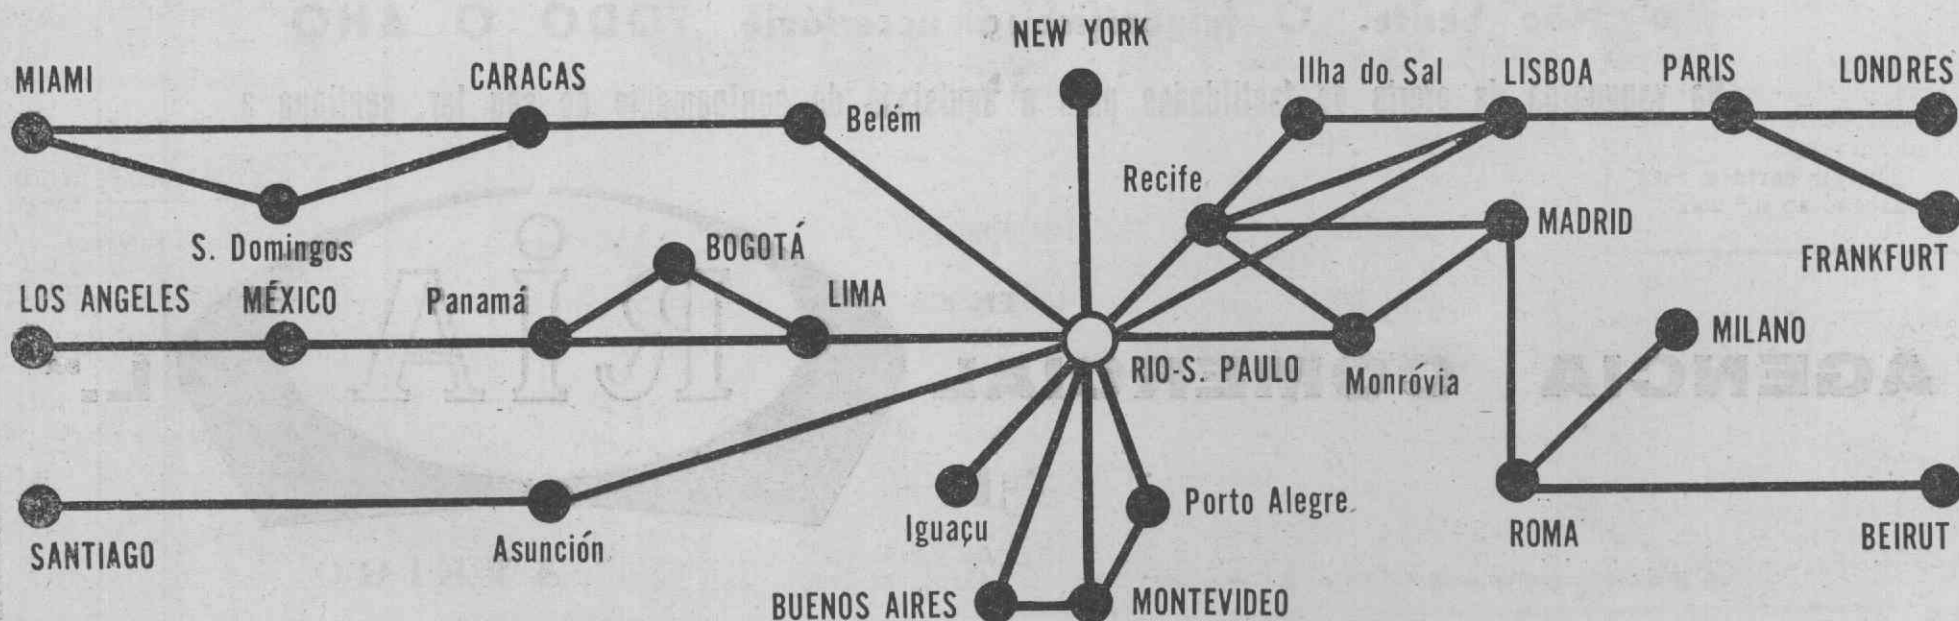 NEW YORK
MIAMI
CARACAS
Belém
Ilha do Sal
LISBOA
PARIS
LONDRES
Recife
S. Domingos
BOGOTÁ
MADRID
FRANKFURT
LOS ANGELES
MÉXICO
Panamá
LIMA
RIO-S. PAULO
Monróvia
MILANO
SANTIAGO
Asunción
Iguaçu
Porto Alegre
ROMA
BEIRUT
BUENOS AIRES
MONTEVIDEO